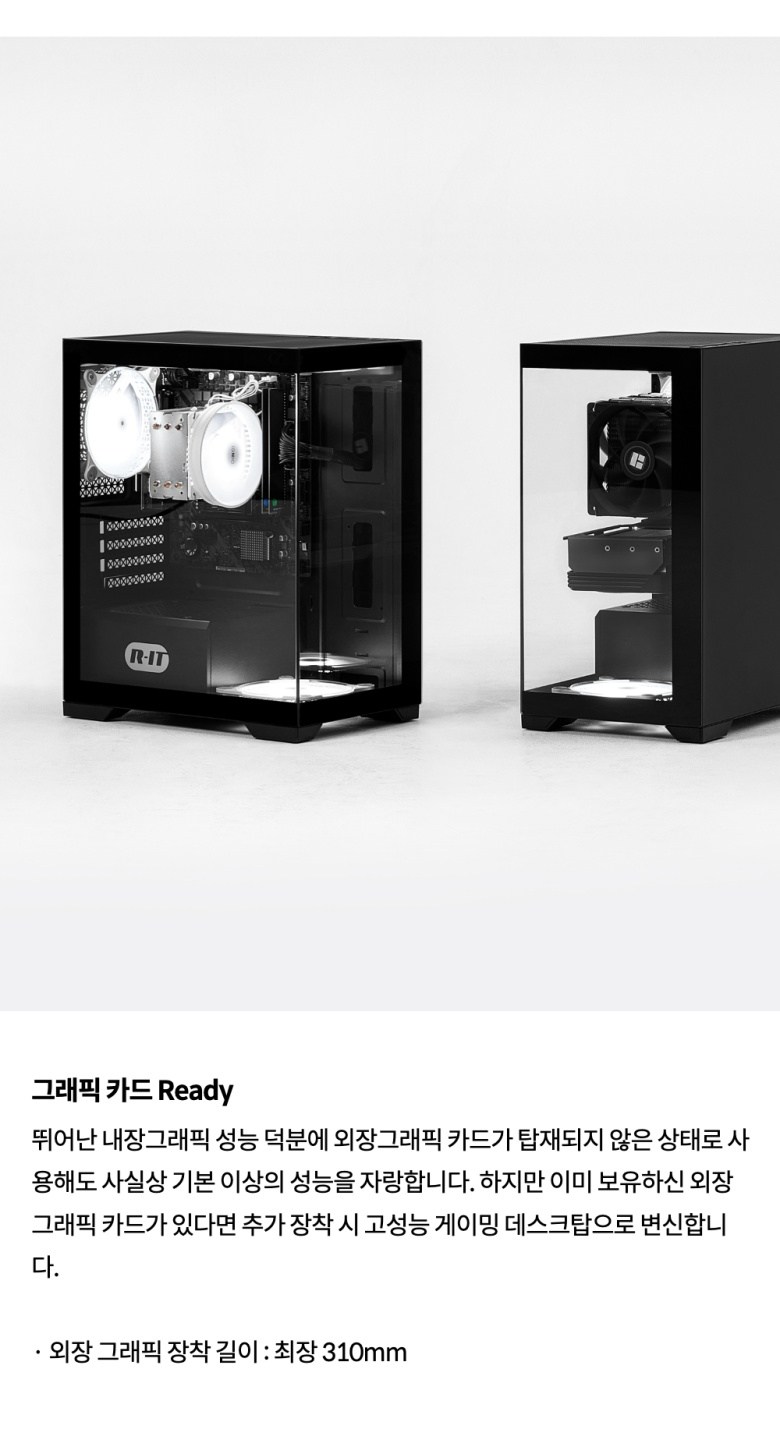 R-IT
그래픽 카드 Ready
뛰어난 내장그래픽 성능 덕분에 외장그래픽 카드가 탑재되지 않은 상태로 사
용해도 사실상 기본 이상의 성능을 자랑합니다. 하지만 이미 보유하신 외장
그래픽 카드가 있다면 추가 장착 시 고성능 게이밍 데스크탑으로 변신합니
다.
· 외장 그래픽 장착 길이 : 최장 310mm